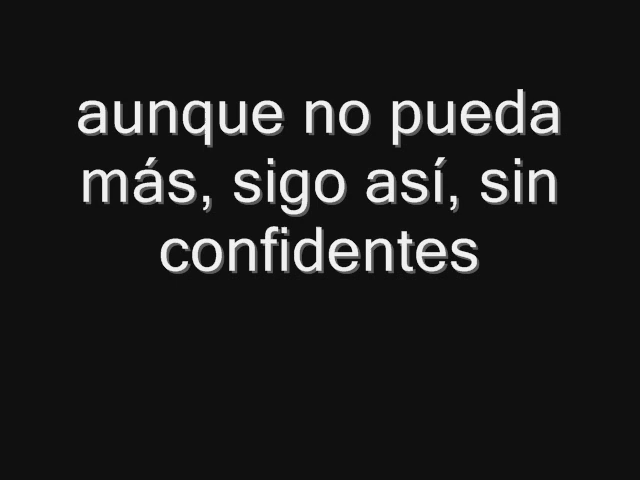 aunque no pueda
más, sigo así, sin
confidentes